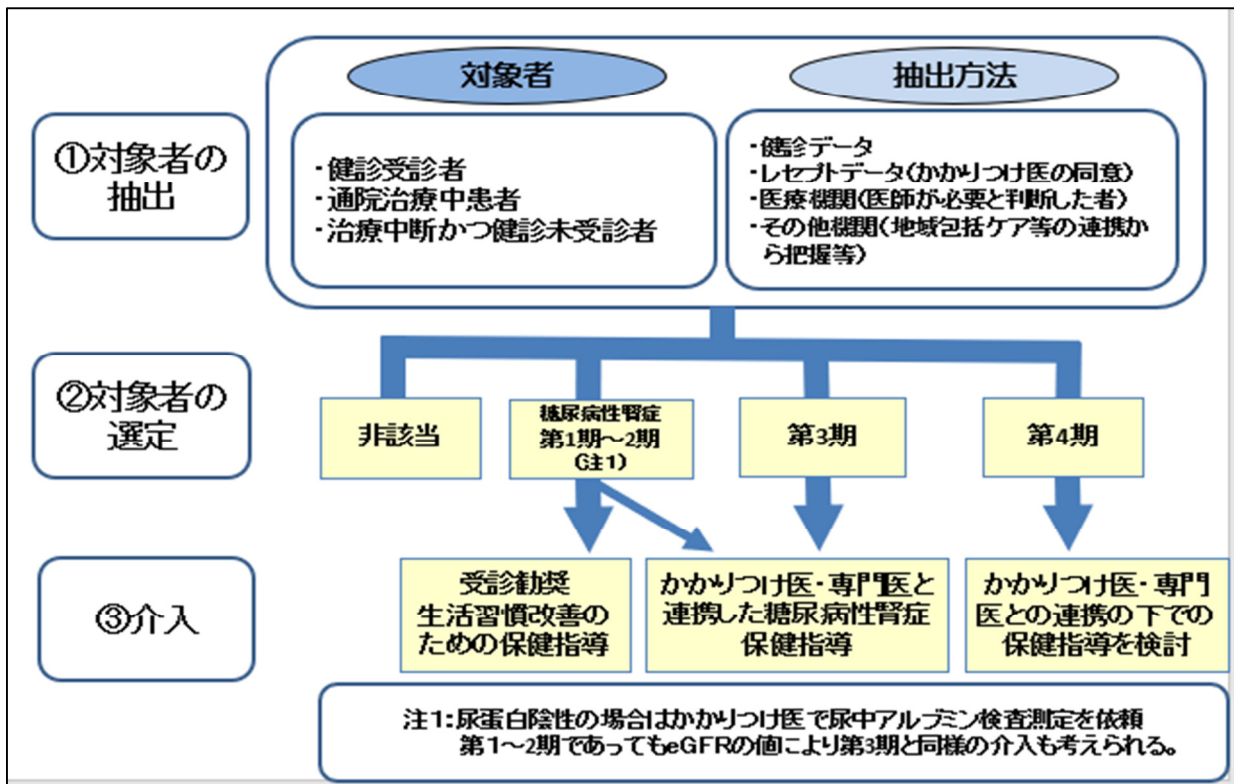 対象者
抽出方法
①対象者の
抽出
・健診受診者
・通院治療中患者
・治療中断かつ健診未受診者
・健診データ
・レセプトデータ(かかりつけ医の同意)
・医療機関(医師が必要と判断した者)
・その他機関(地域包括ケア等の連携か
ら把握等)
②対象者の
選定
非該当
糖尿病性腎症
第1期～2期
(注1)
第3期
第4期
③介入
受診勧奨
生活習慣改善の
ための保健指導
かかりつけ医・専門医と
連携した糖尿病性腎症
保健指導
かかりつけ医・専門
医との連携の下での
保健指導を検討
注1:尿蛋白陰性の場合はかかりつけ医で尿中アルブミン検査測定を依頼
第1～2期であってもeGFRの値により第3期と同様の介入も考えられる。